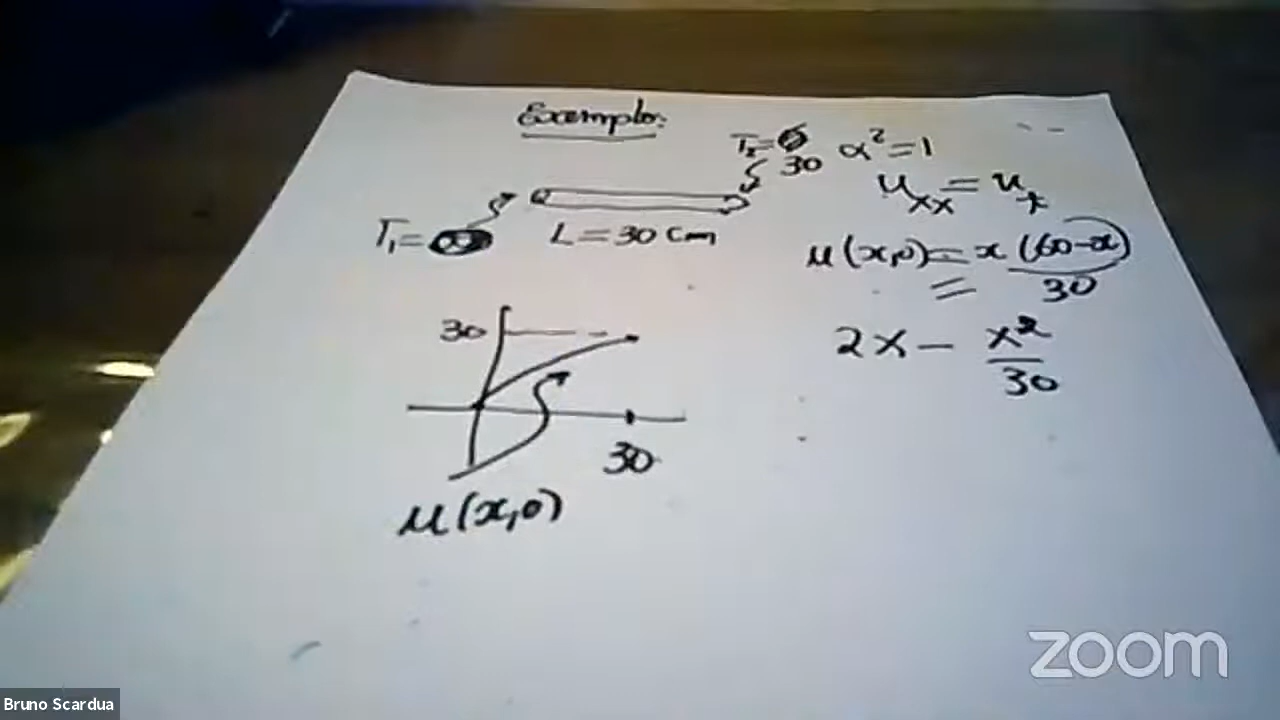 Exemplo:
T₂=0
30
α²=1
u_xx = u_t
T₁=
L=30 cm
u(x,0)= x (60-x)
30
=
30
2x - x²
30
30
u(x,0)
zoom
Bruno Scardua